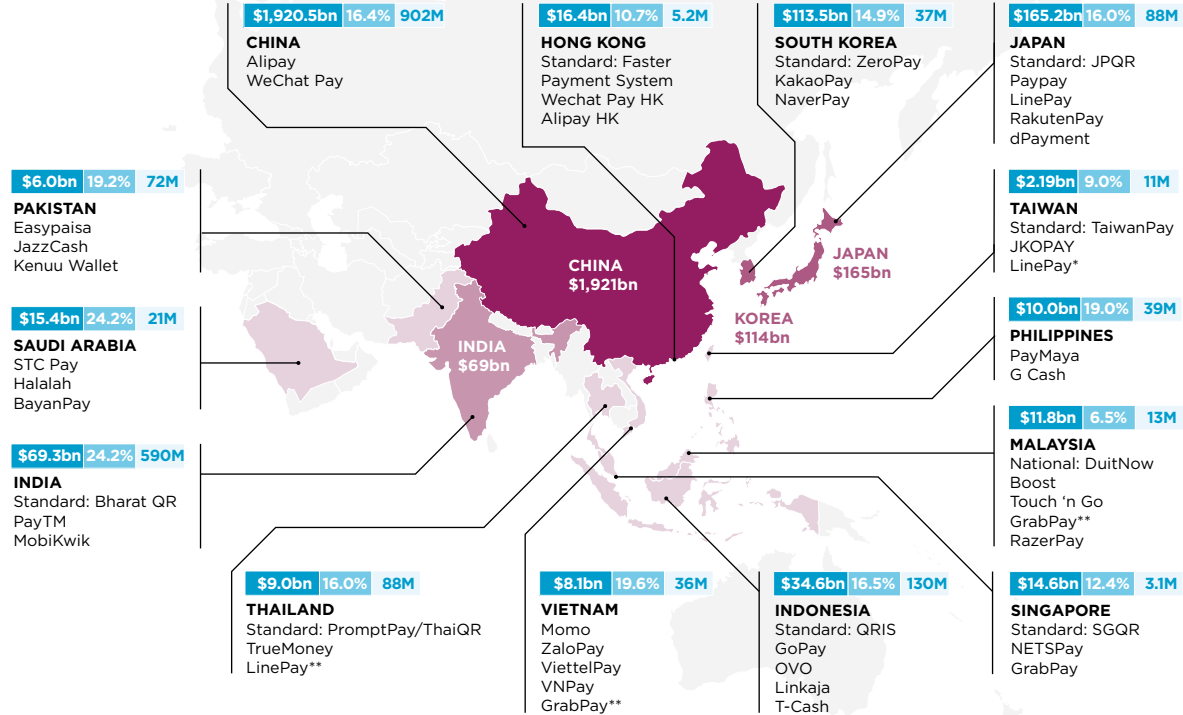 $1,920.5bn 16.4% 902M
CHINA
Alipay
WeChat Pay
$16.4bn 10.7% 5.2M
HONG KONG
Standard: Faster
Payment System
Wechat Pay HK
Alipay HK
$113.5bn 14.9% 37M
SOUTH KOREA
Standard: ZeroPay
KakaoPay
NaverPay
$165.2bn 16.0% 88M
JAPAN
Standard: JPQR
Paypay
LinePay
RakutenPay
dPayment
$6.0bn 19.2% 72M
PAKISTAN
Easypaisa
JazzCash
Kenuu Wallet
$2.19bn 9.0% 11M
TAIWAN
Standard: TaiwanPay
JKOPAY
LinePay*
CHINA
$1,921bn
JAPAN
$165bn
KOREA
$114bn
INDIA
$69bn
$15.4bn 24.2% 21M
SAUDI ARABIA
STC Pay
Halalah
BayanPay
$10.0bn 19.0% 39M
PHILIPPINES
PayMaya
G Cash
$69.3bn 24.2% 590M
INDIA
Standard: Bharat QR
PayTM
MobiKwik
$11.8bn 6.5% 13M
MALAYSIA
National: DuitNow
Boost
Touch ‘n Go
GrabPay**
RazerPay
$9.0bn 16.0% 88M
THAILAND
Standard: PromptPay/ThaiQR
TrueMoney
LinePay**
$8.1bn 19.6% 36M
VIETNAM
Momo
ZaloPay
ViettelPay
VNPay
GrabPay**
$34.6bn 16.5% 130M
INDONESIA
Standard: QRIS
GoPay
OVO
Linkaja
T-Cash
$14.6bn 12.4% 3.1M
SINGAPORE
Standard: SGQR
NETSPay
GrabPay